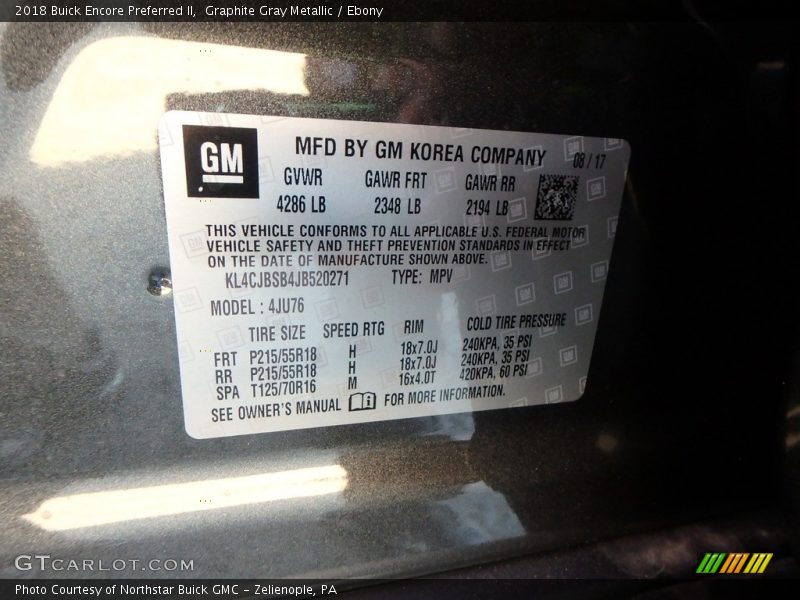 2018 Buick Encore Preferred II, Graphite Gray Metallic / Ebony
GM
MFD BY GM KOREA COMPANY 08 / 17
GVWR GAWR FRT GAWR RR
4286 LB 2348 LB 2194 LB
THIS VEHICLE CONFORMS TO ALL APPLICABLE U.S. FEDERAL MOTOR
VEHICLE SAFETY AND THEFT PREVENTION STANDARDS IN EFFECT
ON THE DATE OF MANUFACTURE SHOWN ABOVE.
KL4CJBSB4JB520271 TYPE: MPV
MODEL : 4JU76
TIRE SIZE SPEED RTG RIM COLD TIRE PRESSURE
FRT P215/55R18 H 18x7.0J 240KPA, 35 PSI
RR P215/55R18 H 18x7.0J 240KPA, 35 PSI
SPA T125/70R16 M 16x4.0T 420KPA, 60 PSI
SEE OWNER'S MANUAL FOR MORE INFORMATION.
GTCARLOT.COM
Photo Courtesy of Northstar Buick GMC - Zelienople, PA